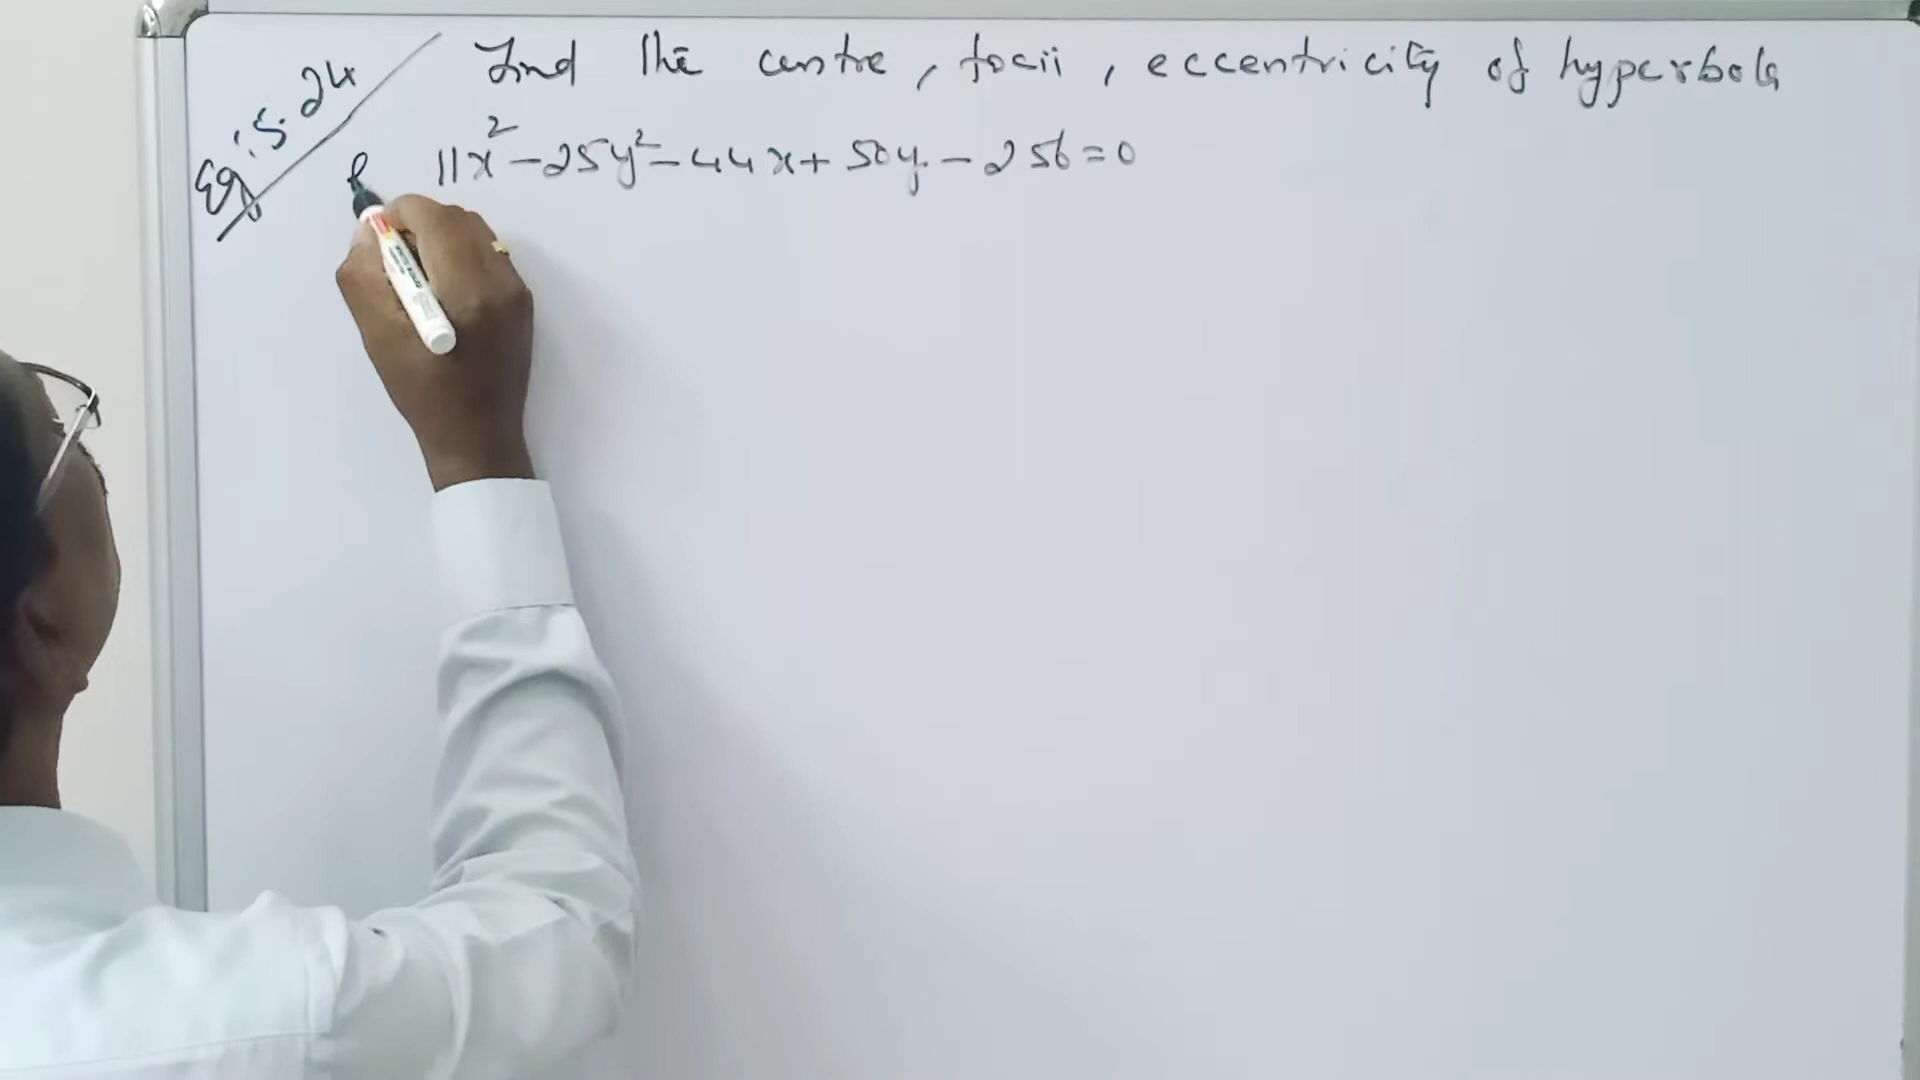 Eg: 5.24 Find the centre, focii, eccentricity of hyperbola
11x² - 25y² - 44x + 50y - 256 = 0